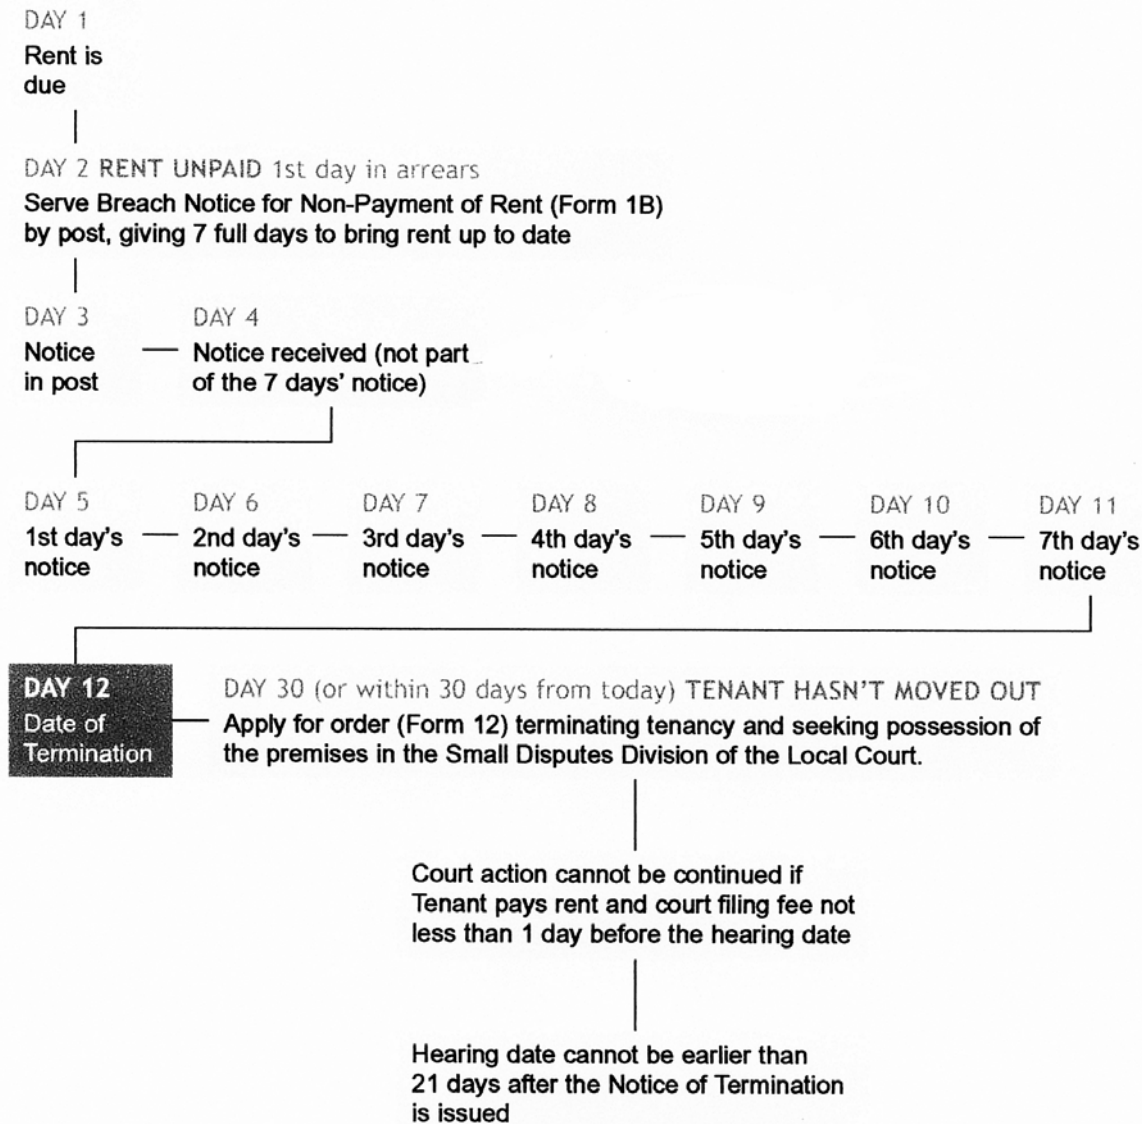 DAY 1
Rent is
due
DAY 2 RENT UNPAID 1st day in arrears
Serve Breach Notice for Non-Payment of Rent (Form 1B)
by post, giving 7 full days to bring rent up to date
DAY 3
Notice
in post
DAY 4
Notice received (not part
of the 7 days' notice)
DAY 5
1st day's
notice
DAY 6
2nd day's
notice
DAY 7
3rd day's
notice
DAY 8
4th day's
notice
DAY 9
5th day's
notice
DAY 10
6th day's
notice
DAY 11
7th day's
notice
DAY 12
Date of
Termination
DAY 30 (or within 30 days from today) TENANT HASN'T MOVED OUT
Apply for order (Form 12) terminating tenancy and seeking possession of
the premises in the Small Disputes Division of the Local Court.
Court action cannot be continued if
Tenant pays rent and court filing fee not
less than 1 day before the hearing date
Hearing date cannot be earlier than
21 days after the Notice of Termination
is issued